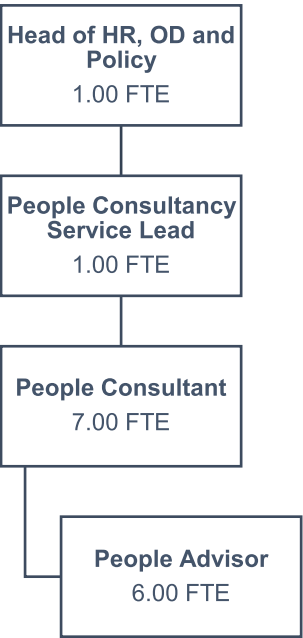 Head of HR, OD and
Policy
1.00 FTE
People Consultancy
Service Lead
1.00 FTE
People Consultant
7.00 FTE
People Advisor
6.00 FTE